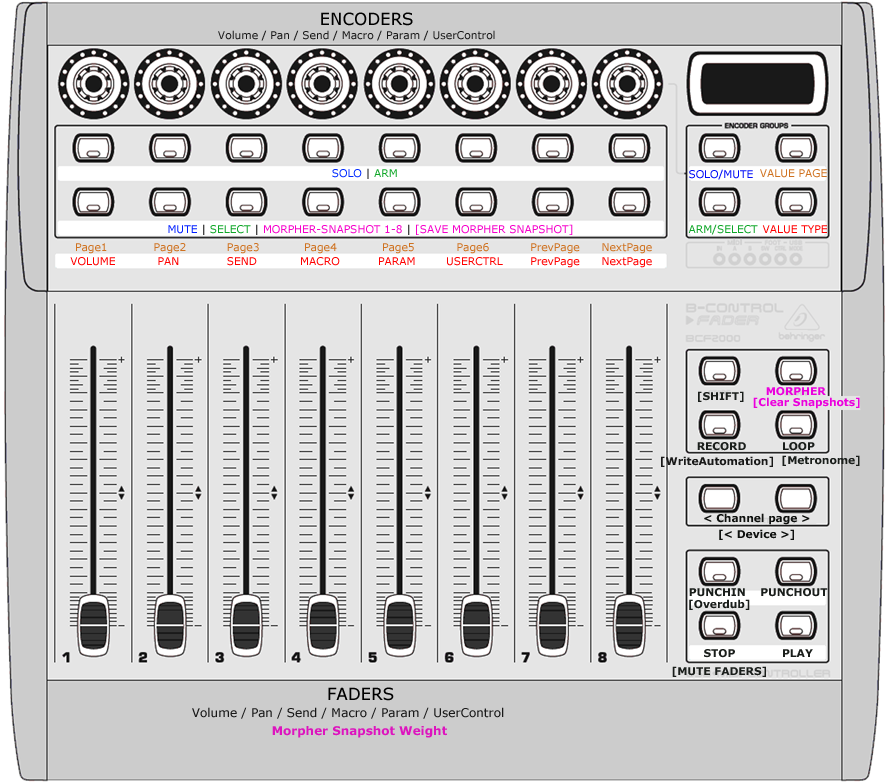 ENCODERS
Volume / Pan / Send / Macro / Param / UserControl
ENCODER GROUPS
SOLO | ARM
SOLO/MUTE VALUE PAGE
MUTE | SELECT | MORPHER-SNAPSHOT 1-8 | [SAVE MORPHER SNAPSHOT]
ARM/SELECT VALUE TYPE
Page1 Page2 Page3 Page4 Page5 Page6 PrevPage NextPage
VOLUME PAN SEND MACRO PARAM USERCTRL PrevPage NextPage
B-CONTROL
FADER
BCF2000
behringer
[SHIFT] MORPHER
[Clear Snapshots]
RECORD LOOP
[WriteAutomation] [Metronome]
< Channel page >
[< Device >]
PUNCHIN PUNCHOUT
[Overdub]
STOP PLAY
1 2 3 4 5 6 7 8
[MUTE FADERS]
FADERS
Volume / Pan / Send / Macro / Param / UserControl
Morpher Snapshot Weight